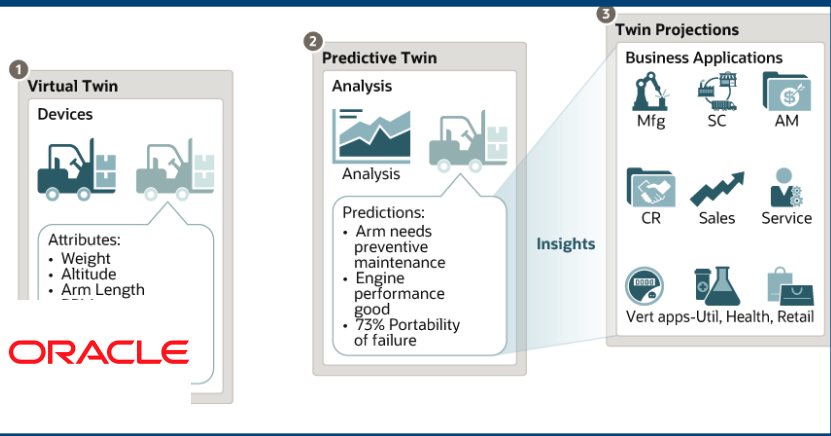 1
Virtual Twin
Devices
Attributes:
• Weight
• Altitude
• Arm Length
ORACLE
2
Predictive Twin
Analysis
Analysis
Predictions:
• Arm needs
preventive
maintenance
• Engine
performance
good
• 73% Portability
of failure
Insights
3
Twin Projections
Business Applications
Mfg
SC
AM
CR
Sales
Service
Vert apps-Util, Health, Retail